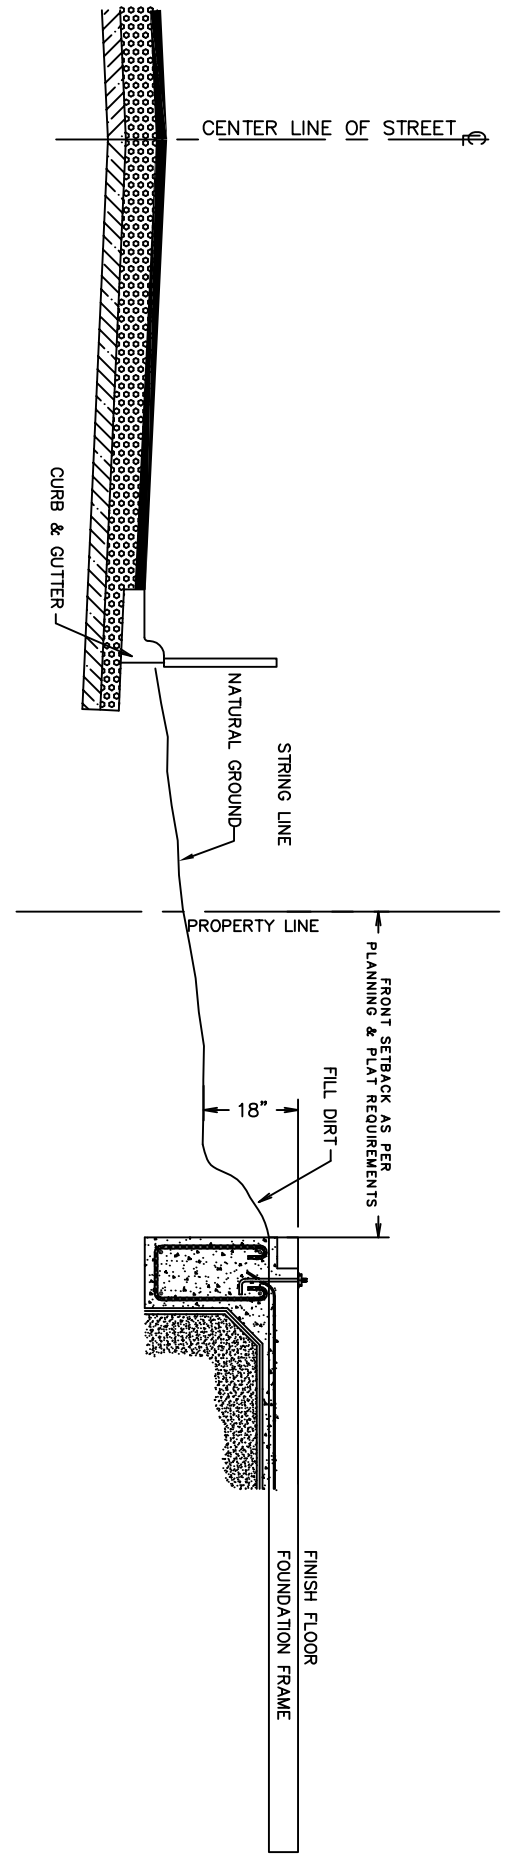 CENTER LINE OF STREET
CL
CURB & GUTTER
NATURAL GROUND
STRING LINE
PROPERTY LINE
FRONT SETBACK AS PER
PLANNING & PLAT REQUIREMENTS
18"
FILL DIRT
FINISH FLOOR
FOUNDATION FRAME